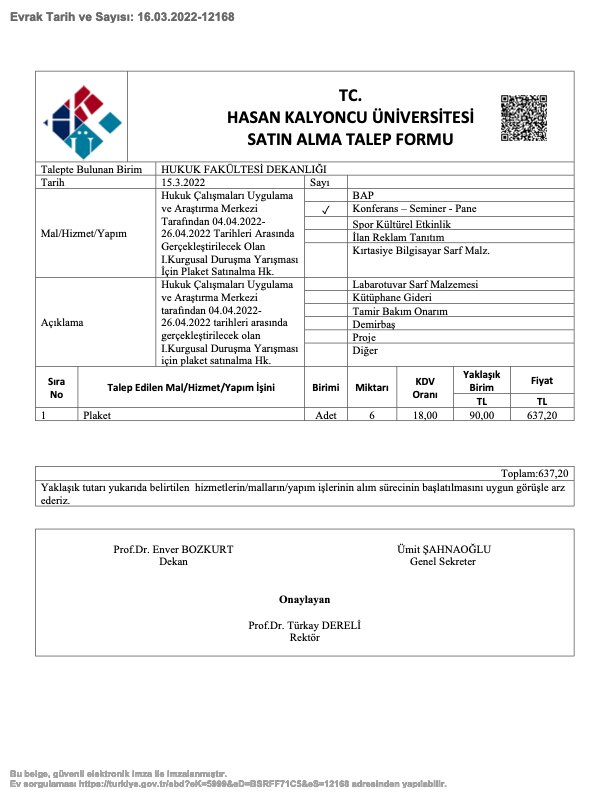 Evrak Tarih ve Sayısı: 16.03.2022-12168
TC.
HASAN KALYONCU ÜNİVERSİTESİ
SATIN ALMA TALEP FORMU
Talepte Bulunan Birim HUKUK FAKÜLTESİ DEKANLIĞI
Tarih 15.3.2022 Sayı
Mal/Hizmet/Yapım
Hukuk Çalışmaları Uygulama
ve Araştırma Merkezi
Tarafından 04.04.2022-
26.04.2022 Tarihleri Arasında
Gerçekleştirilecek Olan
I.Kurgusal Duruşma Yarışması
İçin Plaket Satınalma Hk.
BAP
✓ Konferans – Seminer - Pane
Spor Kültürel Etkinlik
İlan Reklam Tanıtım
Kırtasiye Bilgisayar Sarf Malz.
Açıklama
Hukuk Çalışmaları Uygulama
ve Araştırma Merkezi
tarafından 04.04.2022-
26.04.2022 tarihleri arasında
gerçekleştirilecek olan
I.Kurgusal Duruşma Yarışması
için plaket satınalma Hk.
Labarotuvar Sarf Malzemesi
Kütüphane Gideri
Tamir Bakım Onarım
Demirbaş
Proje
Diğer
Sıra No Talep Edilen Mal/Hizmet/Yapım İşini Birimi Miktarı KDV Oranı Yaklaşık Birim TL Fiyat TL
1 Plaket Adet 6 18,00 90,00 637,20
Toplam:637,20
Yaklaşık tutarı yukarıda belirtilen hizmetlerin/malların/yapım işlerinin alım sürecinin başlatılmasını uygun görüşle arz
ederiz.
Prof.Dr. Enver BOZKURT Ümit ŞAHNAOĞLU
Dekan Genel Sekreter
Onaylayan
Prof.Dr. Türkay DERELİ
Rektör
Bu belge, güvenli elektronik imza ile imzalanmıştır.
Evrak sorgulaması https://turkiye.gov.tr/ebd?eK=5999&eD=BSRFF71C5&eS=12168 adresinden yapılabilir.